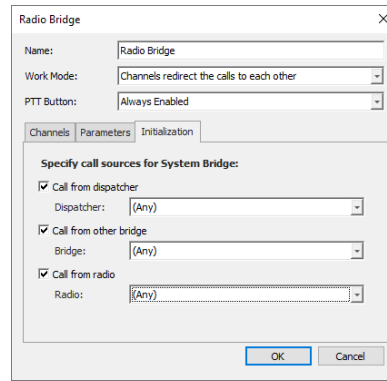 Radio Bridge
Name: Radio Bridge
Work Mode: Channels redirect the calls to each other
PTT Button: Always Enabled
Channels Parameters Initialization
Specify call sources for System Bridge:
Call from dispatcher
Dispatcher: (Any)
Call from other bridge
Bridge: (Any)
Call from radio
Radio: (Any)
OK Cancel